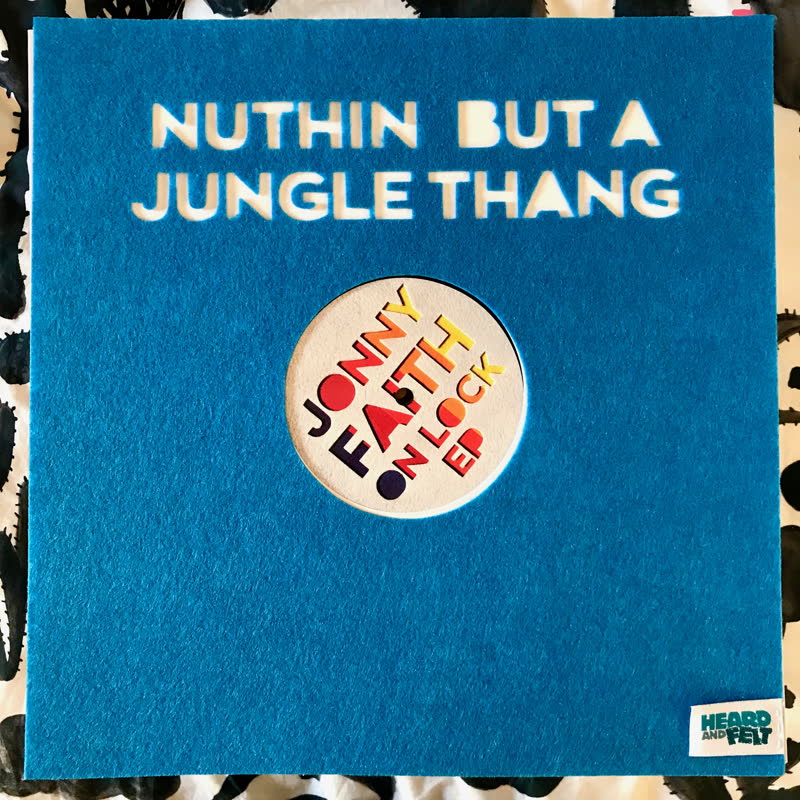 NUTHIN BUT A
JUNGLE THANG
JONNY
FAITH
ON LOCK
EP
HEARD
AND FELT